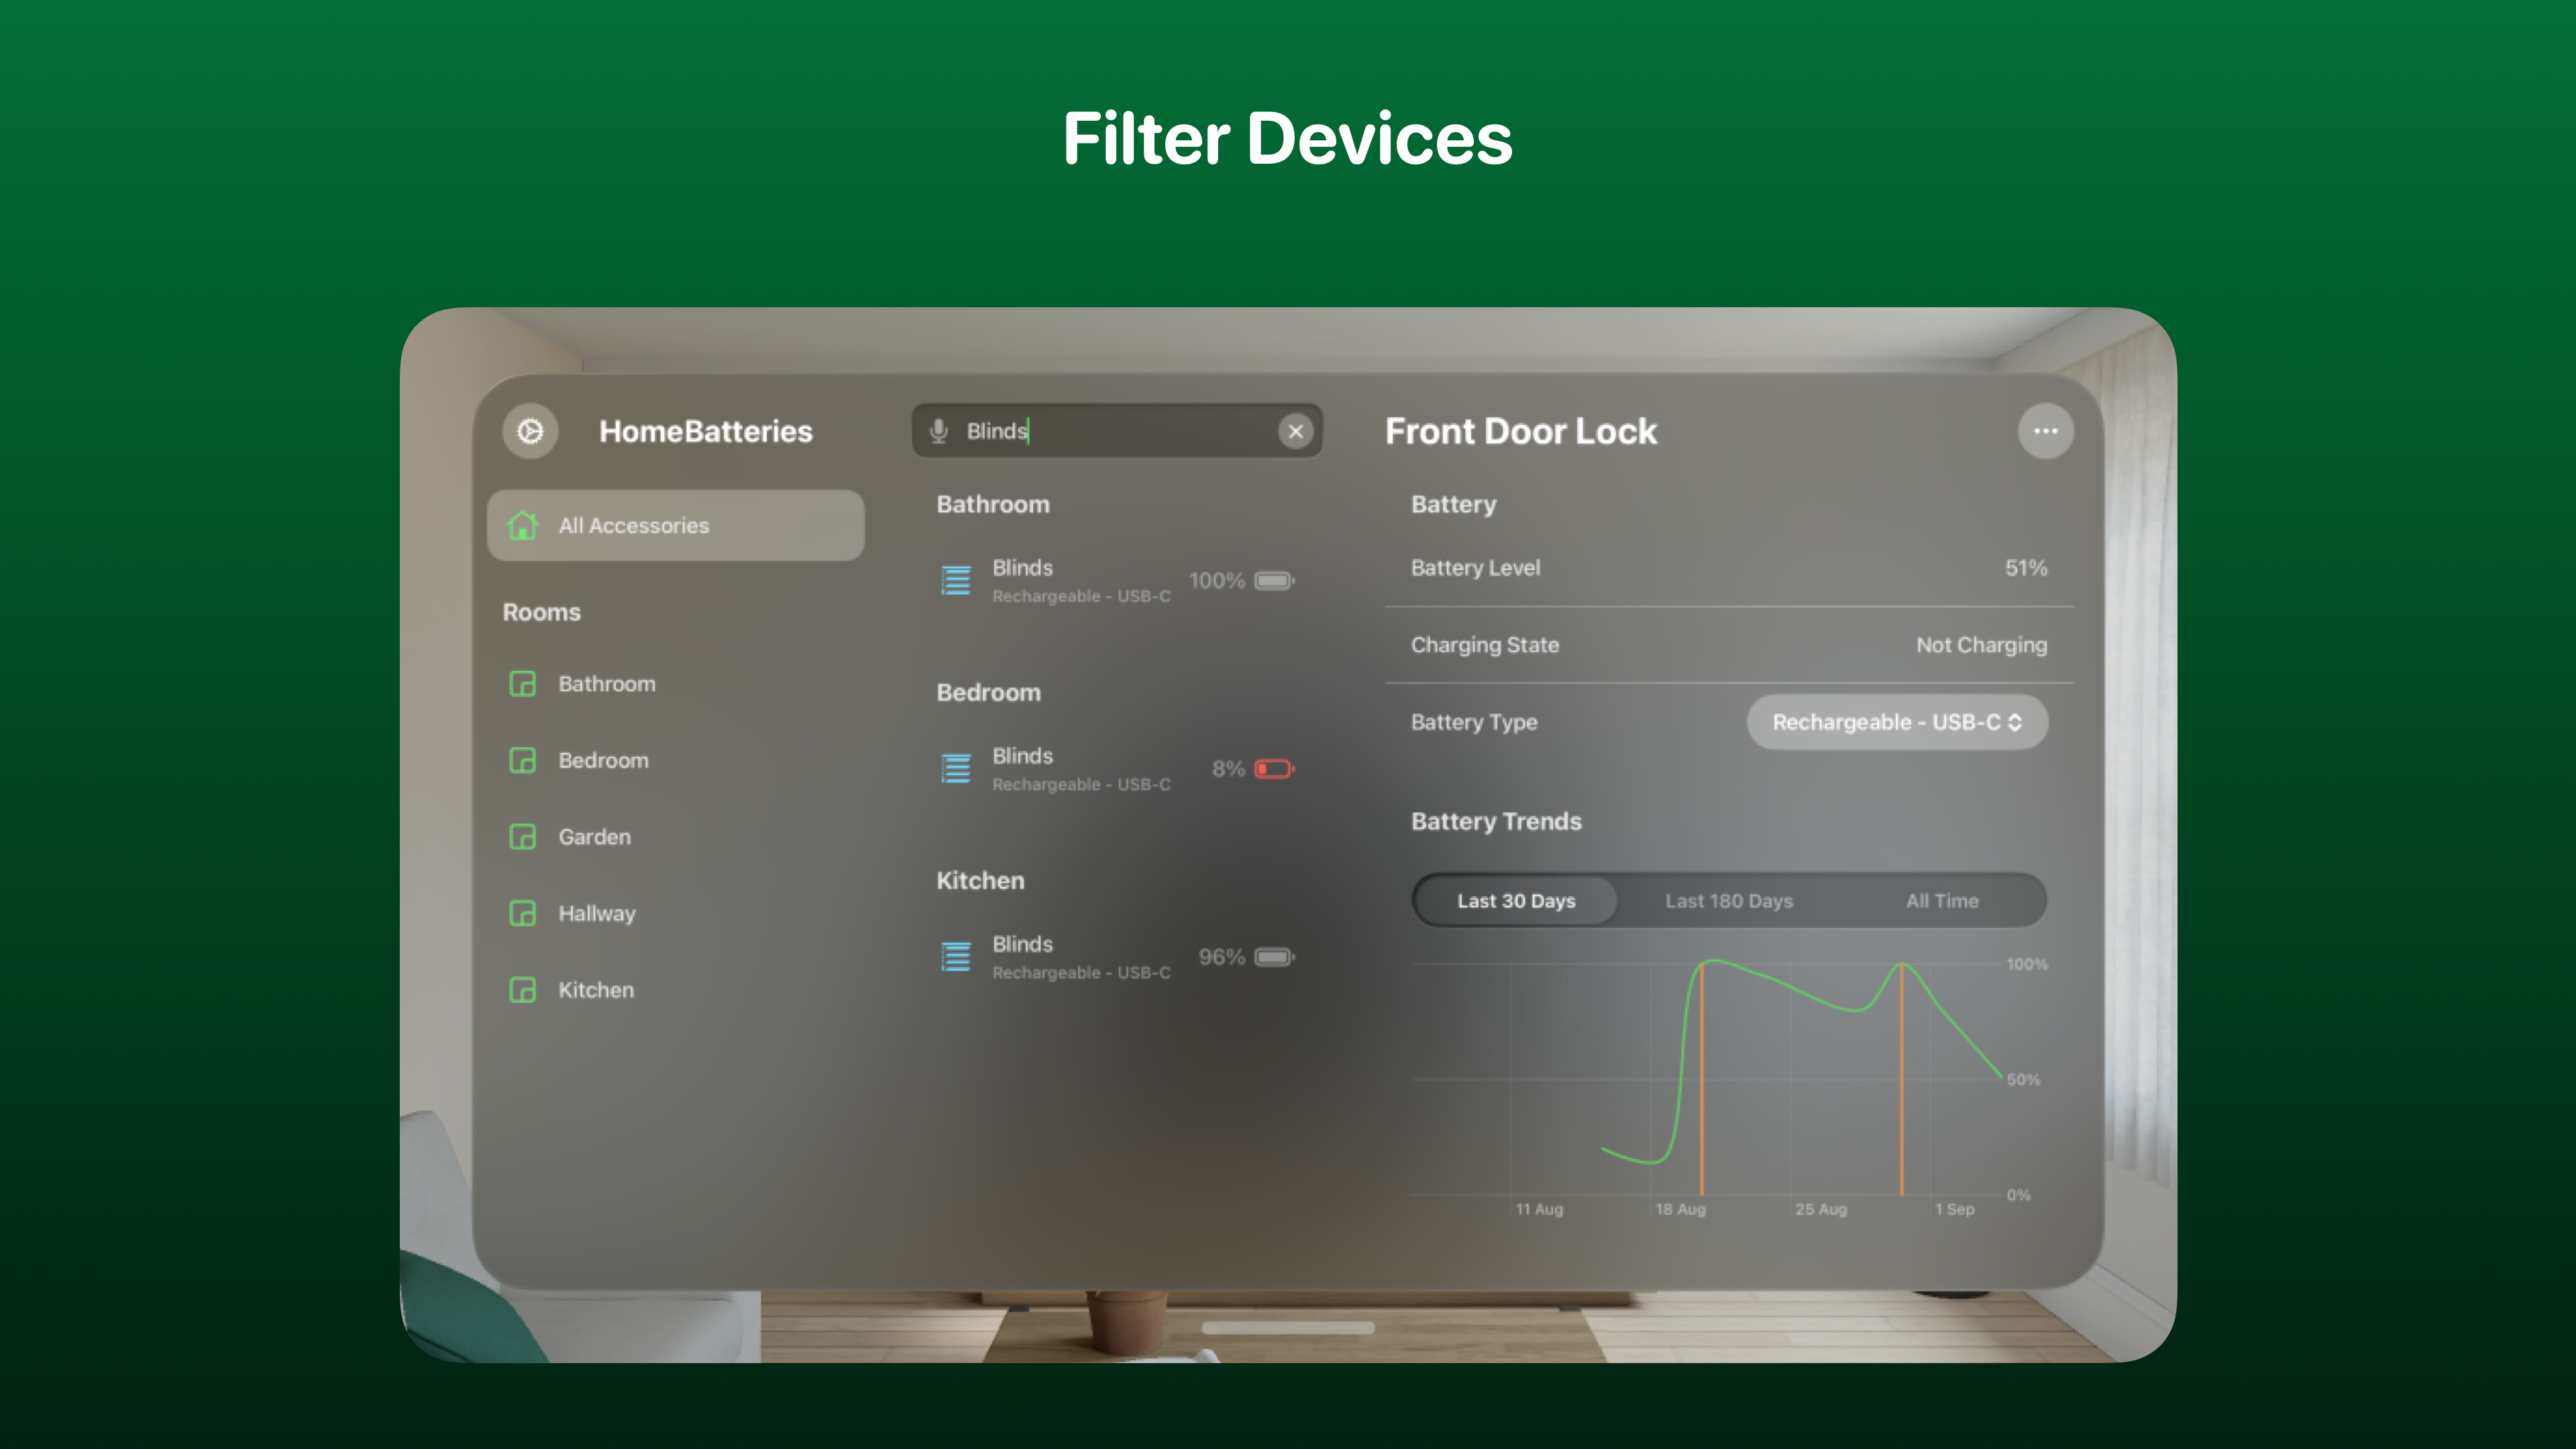 Filter Devices
HomeBatteries
All Accessories
Rooms
Bathroom
Bedroom
Garden
Hallway
Kitchen
Blinds
Bathroom
Blinds
Rechargeable - USB-C
100%
Bedroom
Blinds
Rechargeable - USB-C
8%
Kitchen
Blinds
Rechargeable - USB-C
96%
Front Door Lock
Battery
Battery Level 51%
Charging State Not Charging
Battery Type Rechargeable - USB-C
Battery Trends
Last 30 Days Last 180 Days All Time
100%
50%
0%
11 Aug 18 Aug 25 Aug 1 Sep